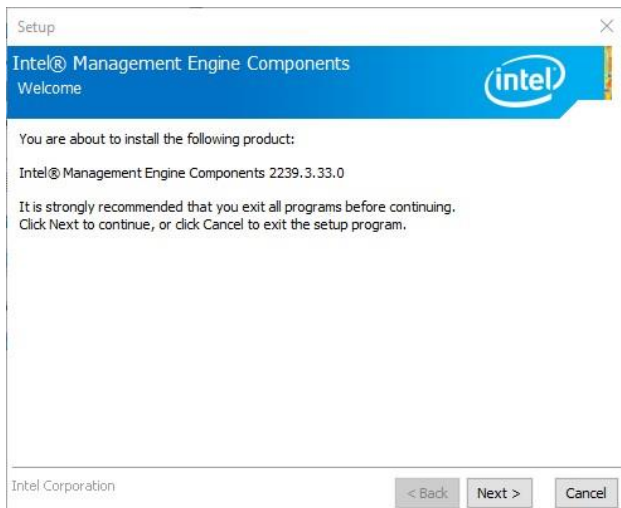 Setup
Intel® Management Engine Components
Welcome
intel
You are about to install the following product:
Intel® Management Engine Components 2239.3.33.0
It is strongly recommended that you exit all programs before continuing.
Click Next to continue, or click Cancel to exit the setup program.
Intel Corporation
< Back Next > Cancel